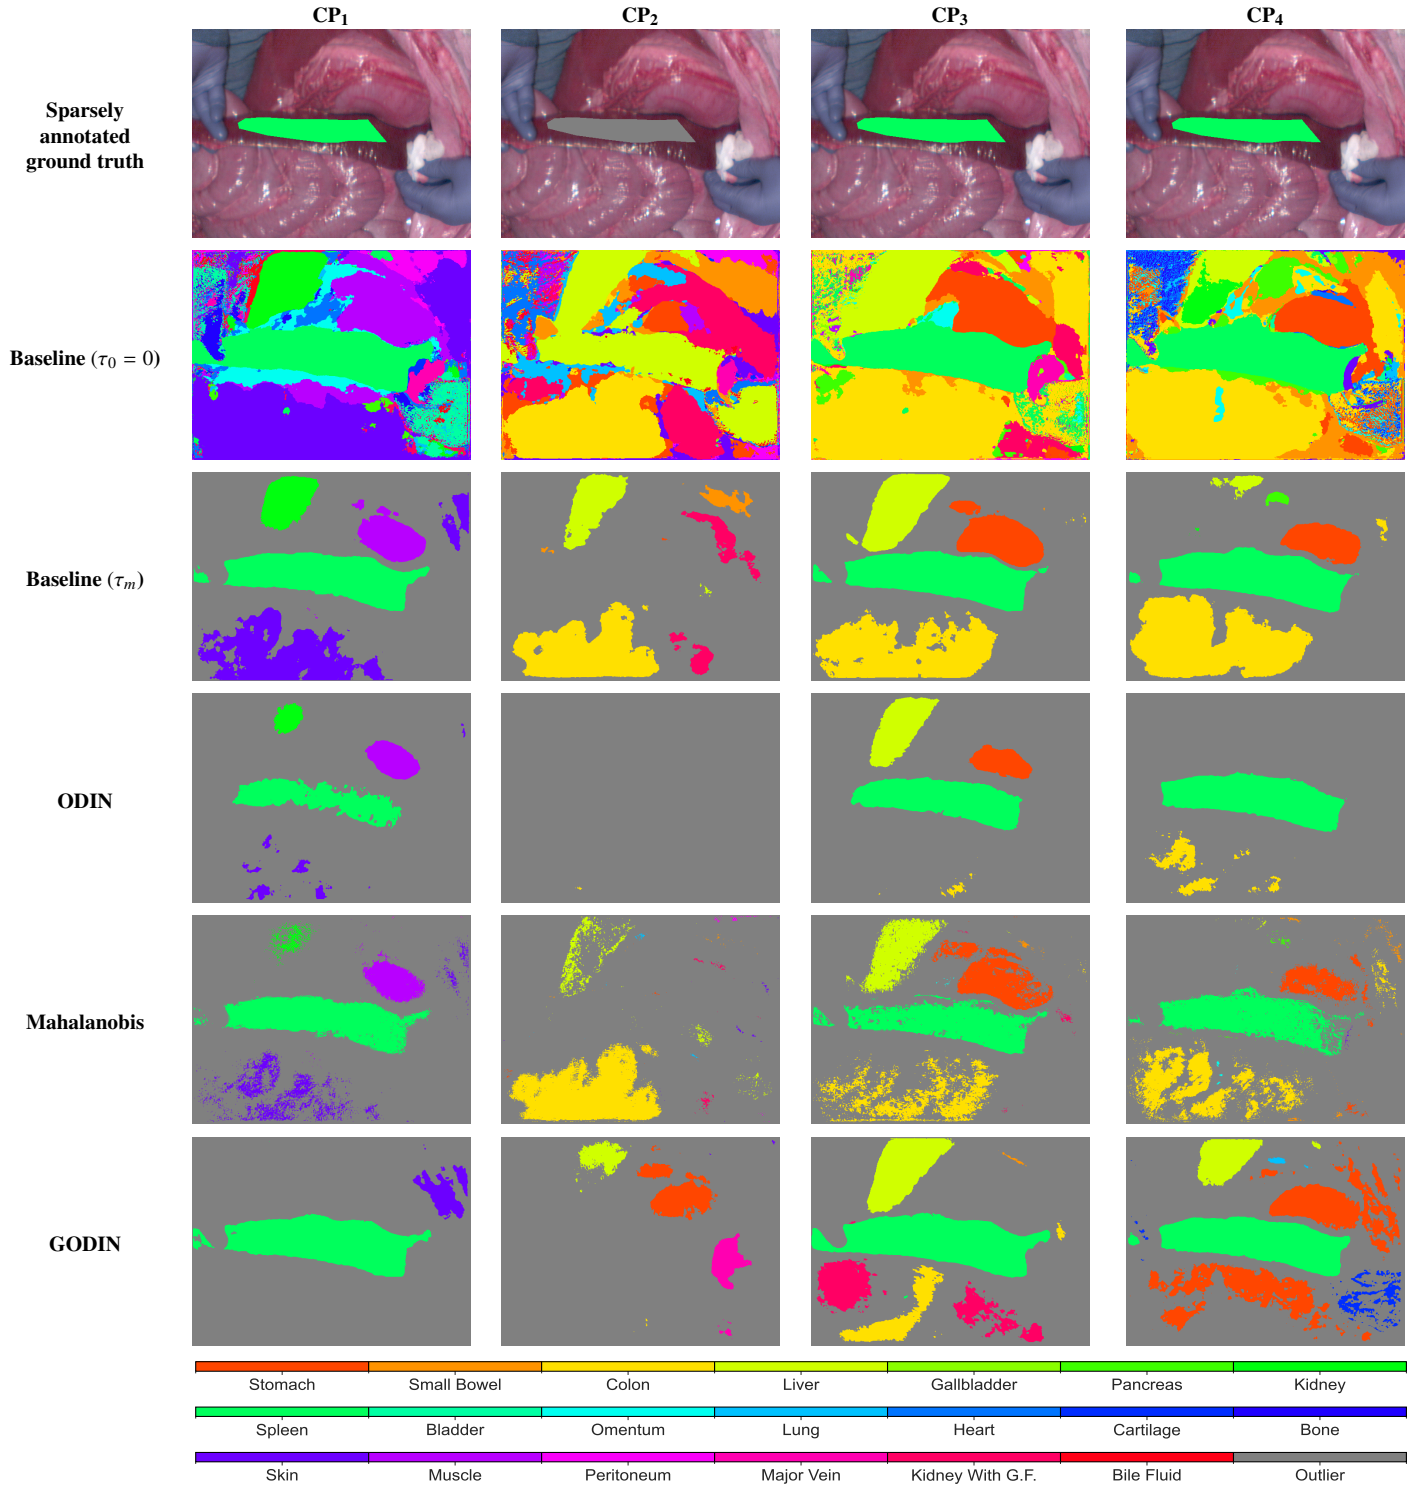 CP₁ CP₂ CP₃ CP₄
Sparsely
annotated
ground truth
Baseline (τ₀ = 0)
Baseline (τₘ)
ODIN
Mahalanobis
GODIN
Stomach Small Bowel Colon Liver Gallbladder Pancreas Kidney
Spleen Bladder Omentum Lung Heart Cartilage Bone
Skin Muscle Peritoneum Major Vein Kidney With G.F. Bile Fluid Outlier